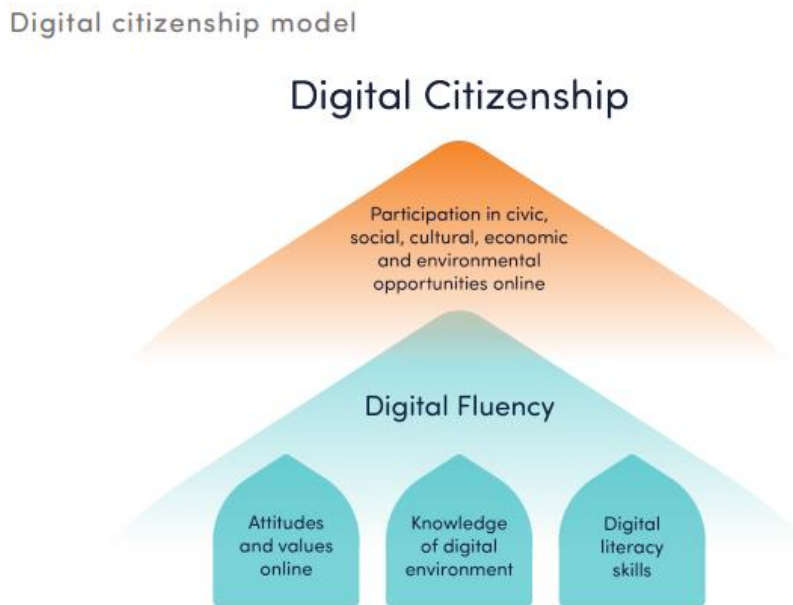 Digital citizenship model
Digital Citizenship
Participation in civic,
social, cultural, economic
and environmental
opportunities online
Digital Fluency
Attitudes
and values
online
Knowledge
of digital
environment
Digital
literacy
skills